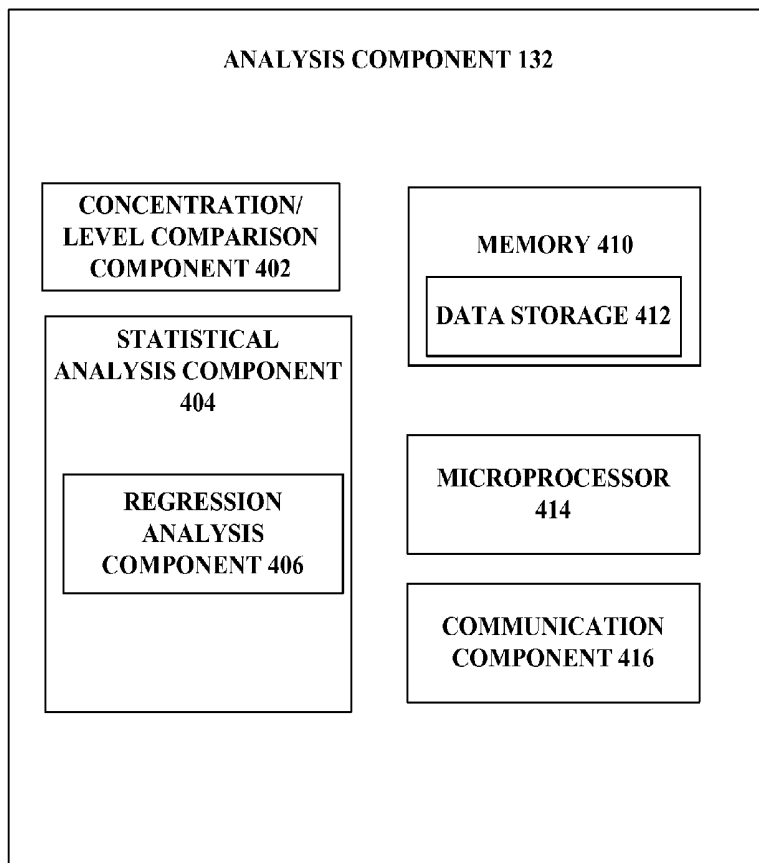 ANALYSIS COMPONENT 132
CONCENTRATION/
LEVEL COMPARISON
COMPONENT 402
STATISTICAL
ANALYSIS COMPONENT
404
REGRESSION
ANALYSIS
COMPONENT 406
MEMORY 410
DATA STORAGE 412
MICROPROCESSOR
414
COMMUNICATION
COMPONENT 416